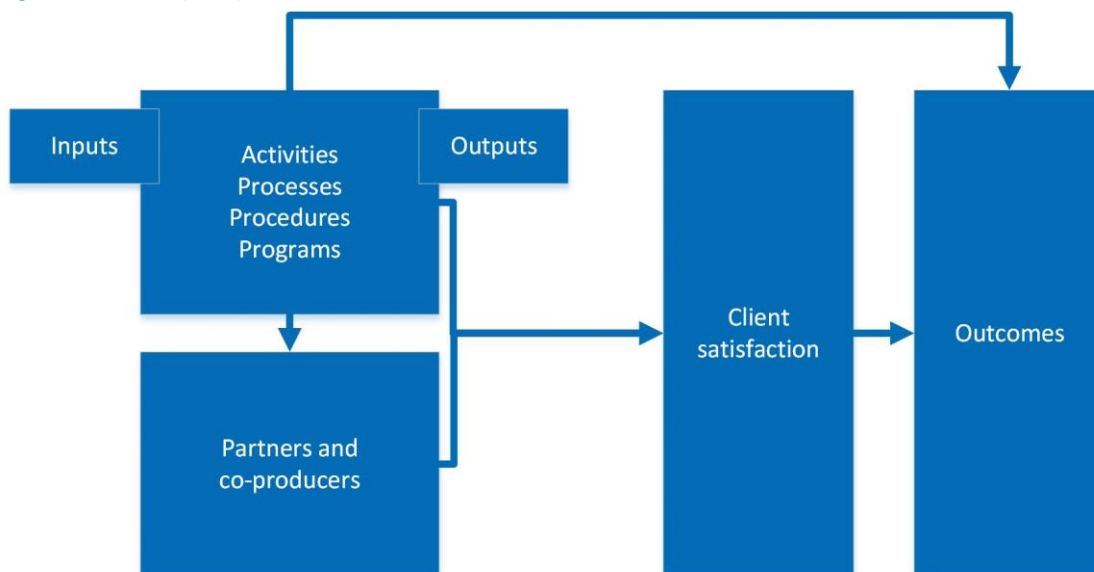 Inputs
Activities
Processes
Procedures
Programs
Outputs
Partners and
co-producers
Client
satisfaction
Outcomes